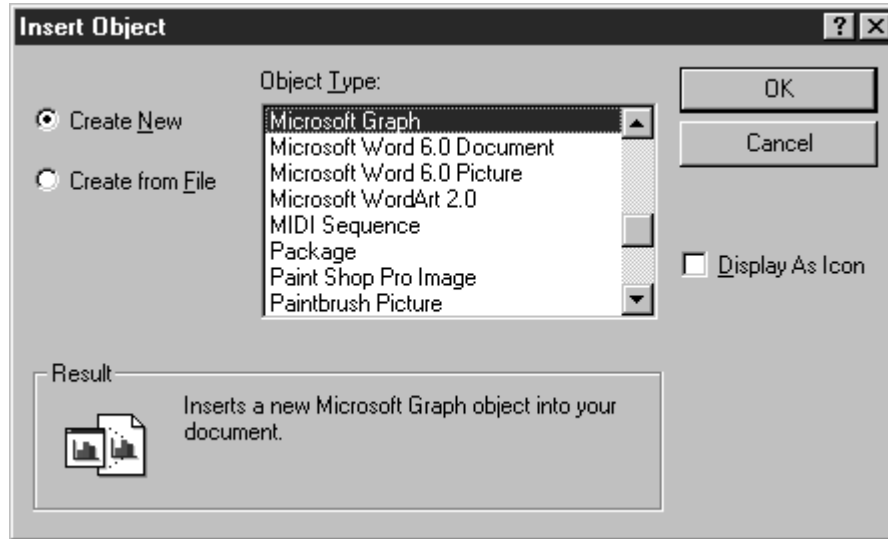 Insert Object
Object Type:
Create New
Create from File
Microsoft Graph
Microsoft Word 6.0 Document
Microsoft Word 6.0 Picture
Microsoft WordArt 2.0
MIDI Sequence
Package
Paint Shop Pro Image
Paintbrush Picture
OK
Cancel
Display As Icon
Result
Inserts a new Microsoft Graph object into your
document.